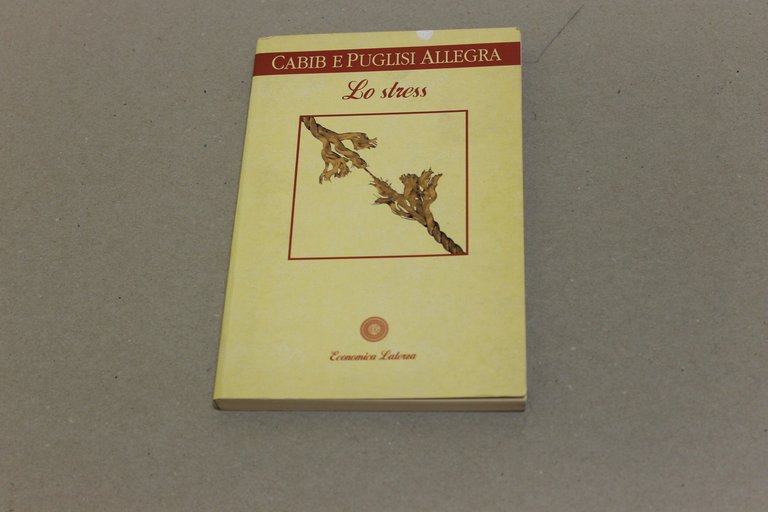 CABIB E PUGLISI ALLEGRA
Lo stress
Economica Laterza